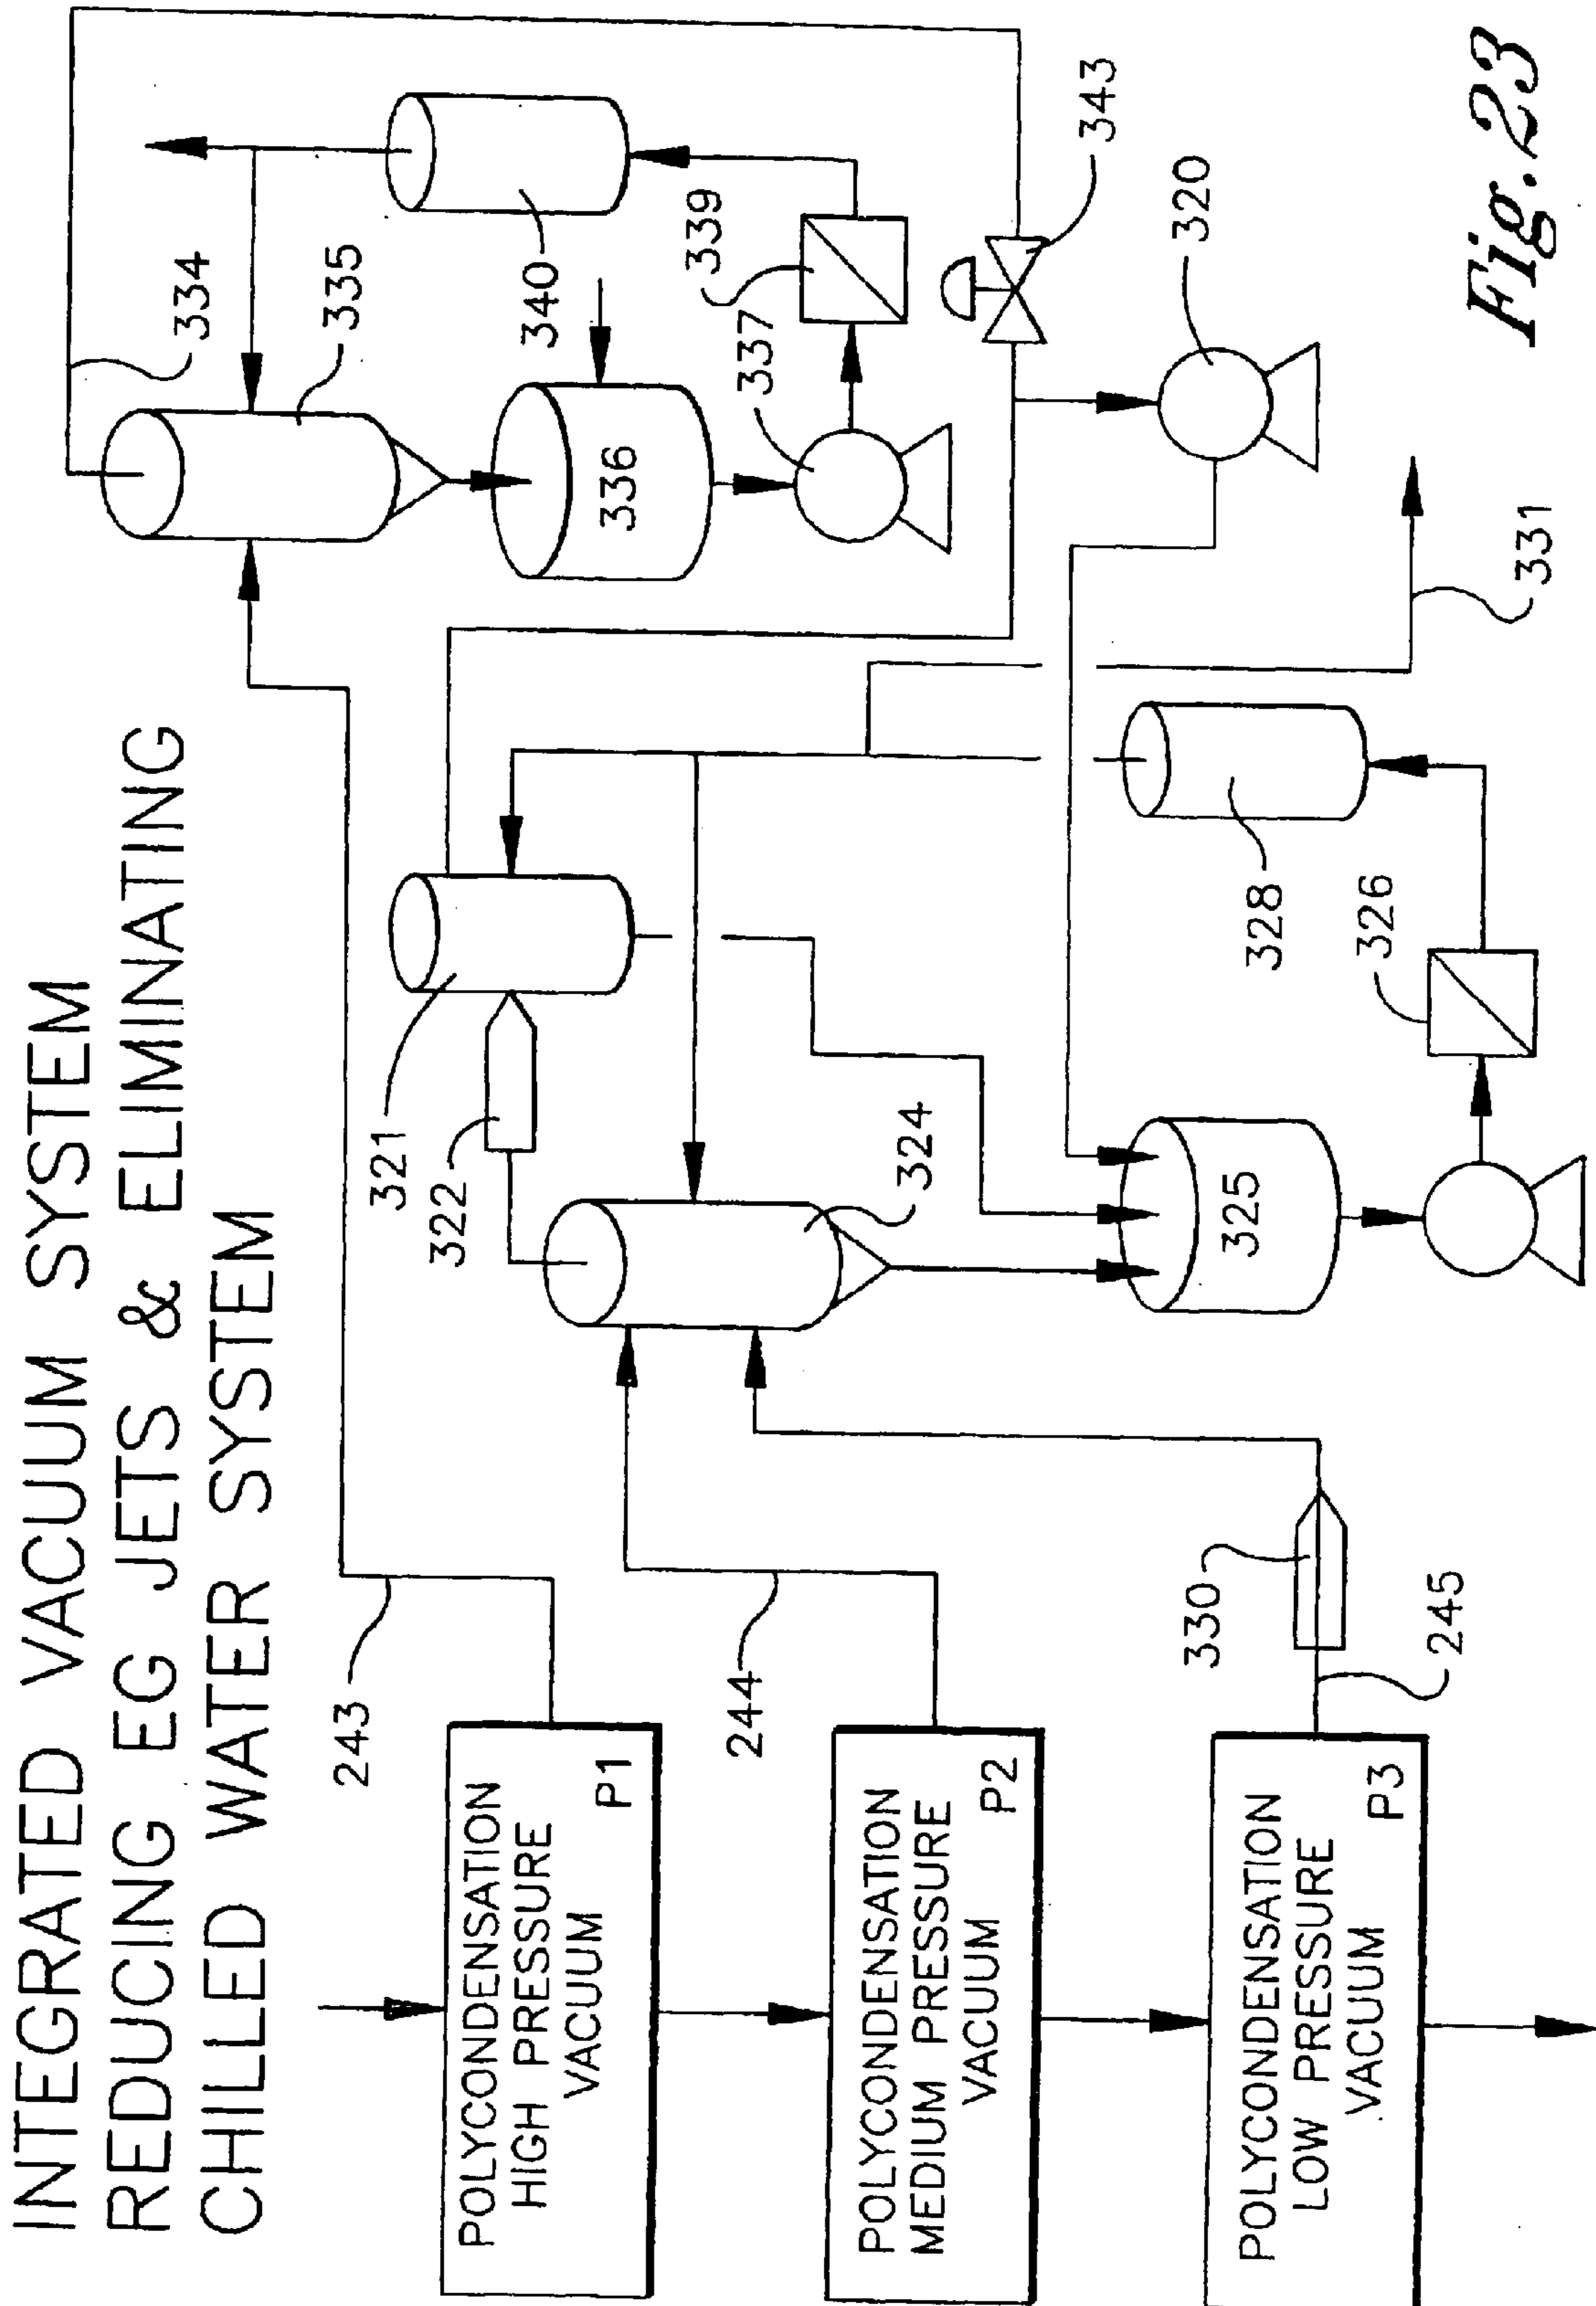 INTEGRATED VACUUM SYSTEM
REDUCING EG JETS & ELIMINATING
CHILLED WATER SYSTEM
243
244
245
330
POLYCONDENSATION
HIGH PRESSURE
VACUUM
P1
POLYCONDENSATION
MEDIUM PRESSURE
VACUUM
P2
POLYCONDENSATION
LOW PRESSURE
VACUUM
P3
321
322
324
325
326
328
331
334
335
336
337
339
340
343
320
Fig. 23